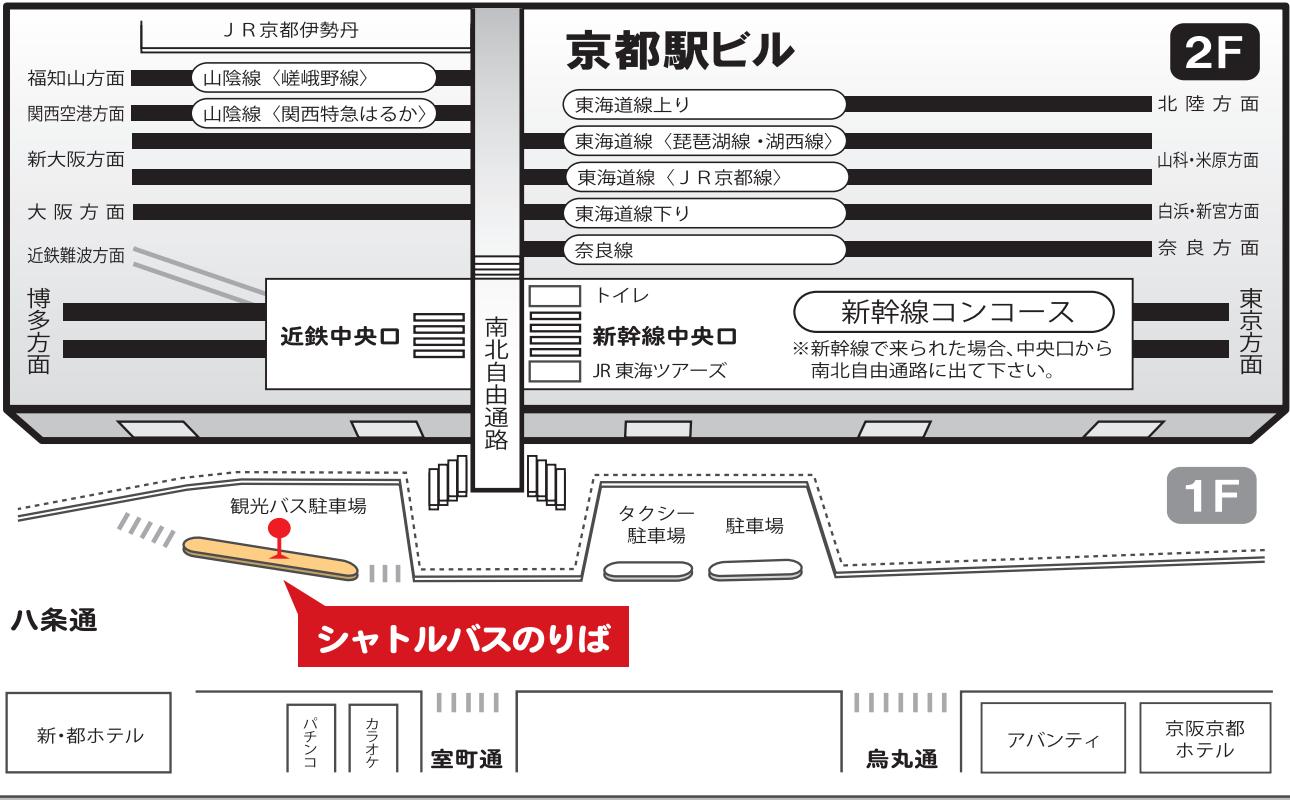 JR京都伊勢丹
京都駅ビル
2F
福知山方面
山陰線〈嵯峨野線〉
関西空港方面
山陰線〈関西特急はるか〉
東海道線上り
北陸方面
新大阪方面
東海道線〈琵琶湖線・湖西線〉
山科・米原方面
東海道線〈JR京都線〉
大阪方面
東海道線下り
白浜・新宮方面
近鉄難波方面
奈良線
奈良方面
博多方面
近鉄中央口
南北自由通路
トイレ
新幹線中央口
JR東海ツアーズ
新幹線コンコース
※新幹線で来られた場合、中央口から
南北自由通路に出て下さい。
東京方面
1F
観光バス駐車場
タクシー
駐車場
駐車場
八条通
シャトルバスのりば
新・都ホテル
パチンコ
カラオケ
室町通
烏丸通
アバンティ
京阪京都
ホテル